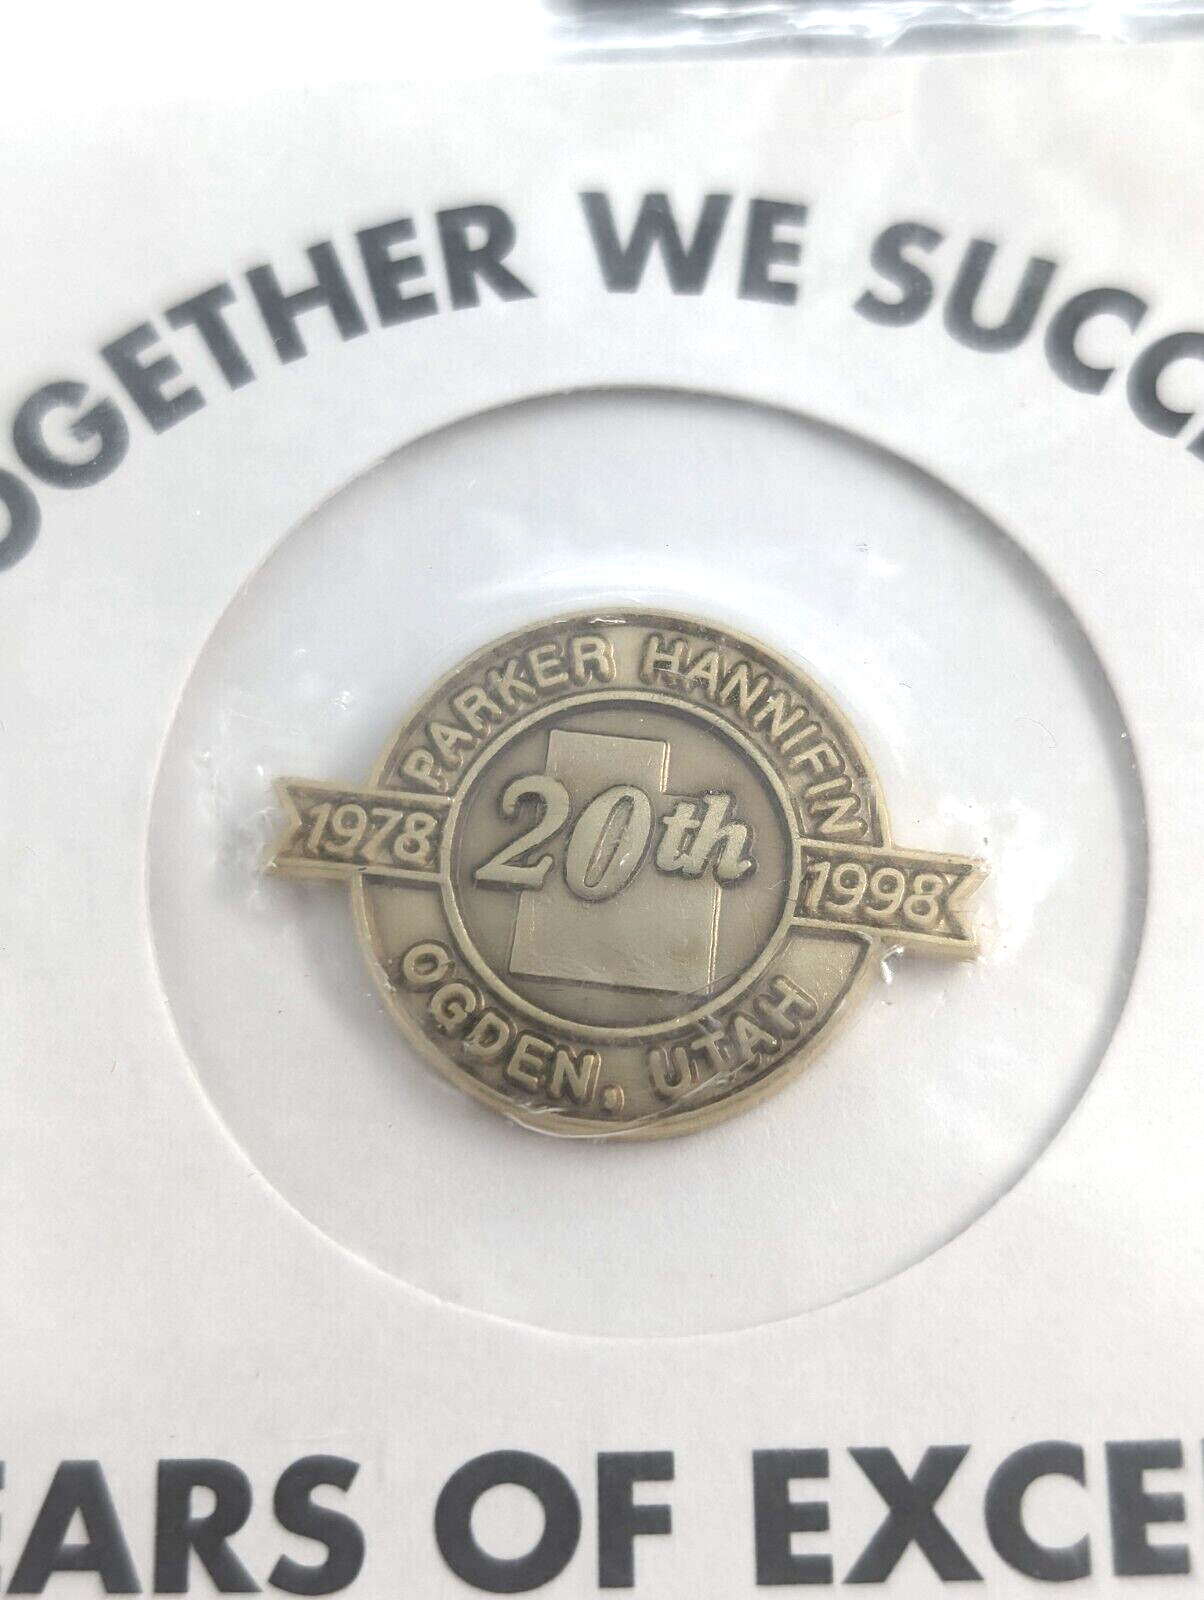 OGETHER WE SUCC
PARKER HANNIFIN
1978
20th
1998
OGDEN, UTAH
EARS OF EXCE